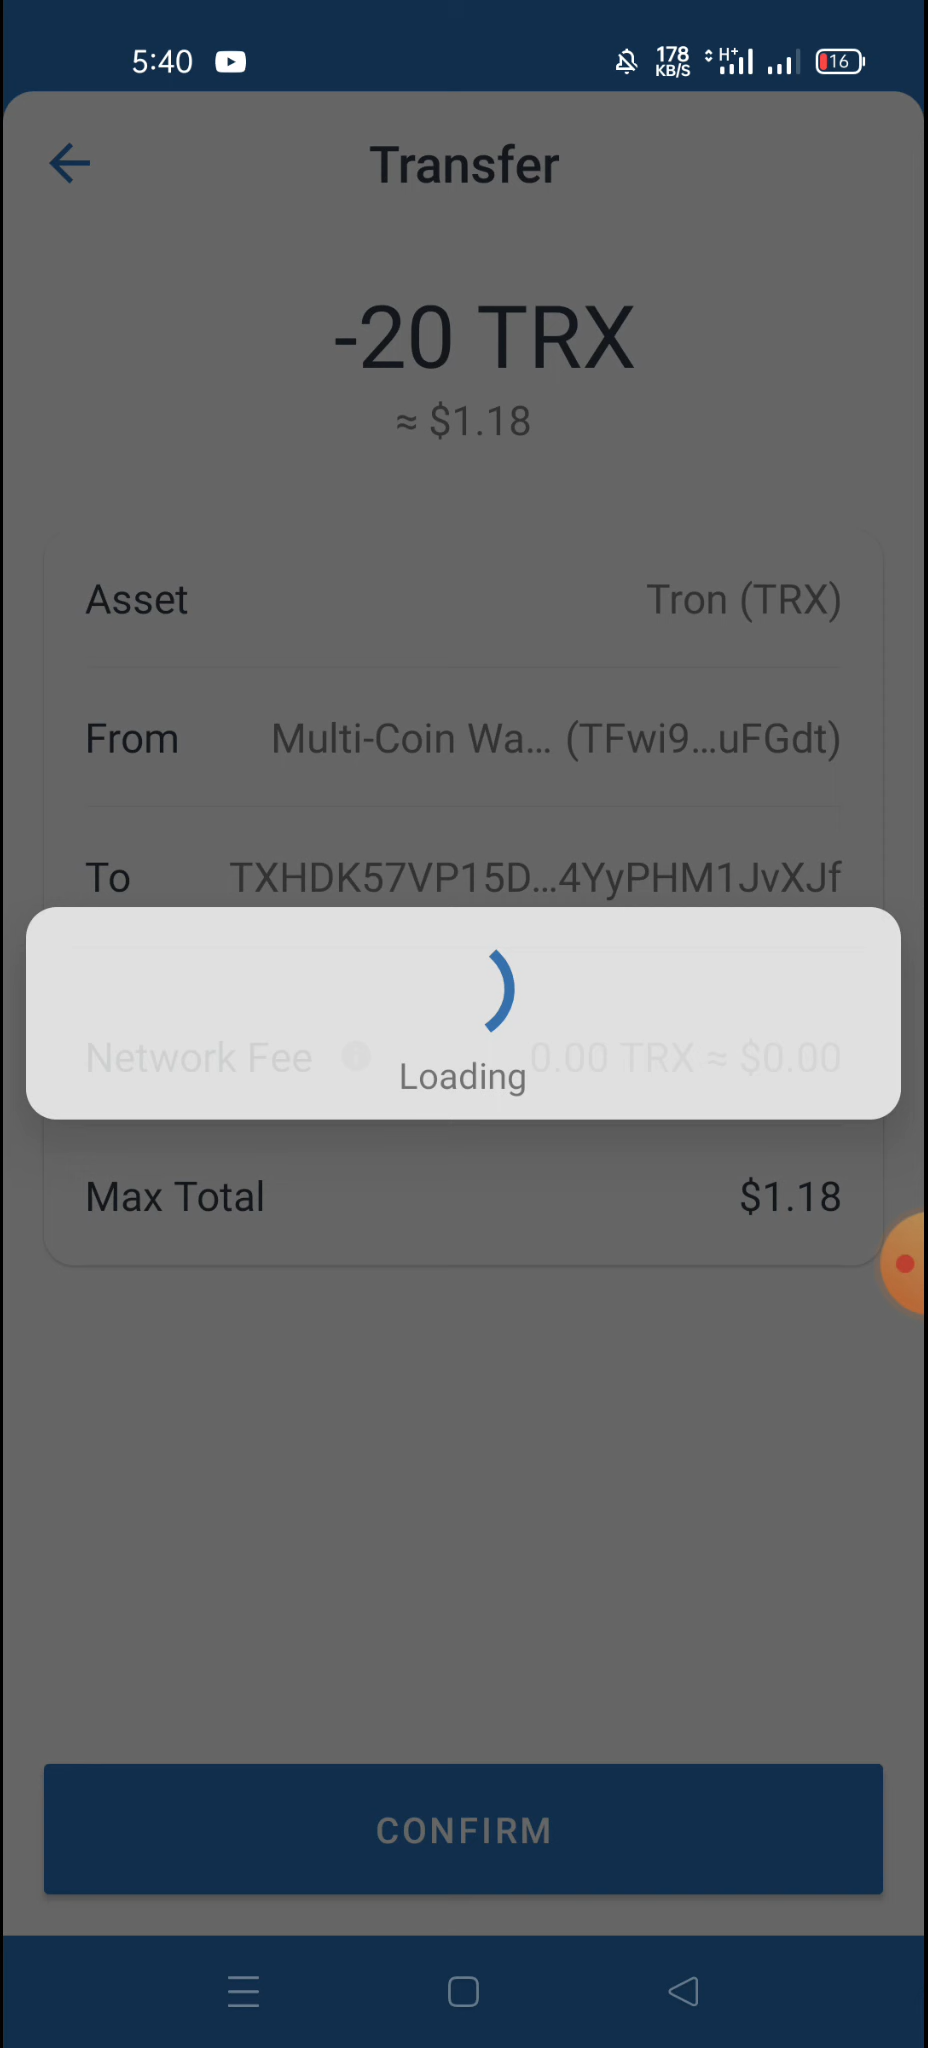 5:40 178 KB/S H+ 16
Transfer
-20 TRX
≈ $1.18
Asset Tron (TRX)
From Multi-Coin Wa... (TFwi9...uFGdt)
To TXHDK57VP15D...4YyPHM1JvXJf
Network Fee 0.00 TRX ≈ $0.00
Loading
Max Total $1.18
CONFIRM